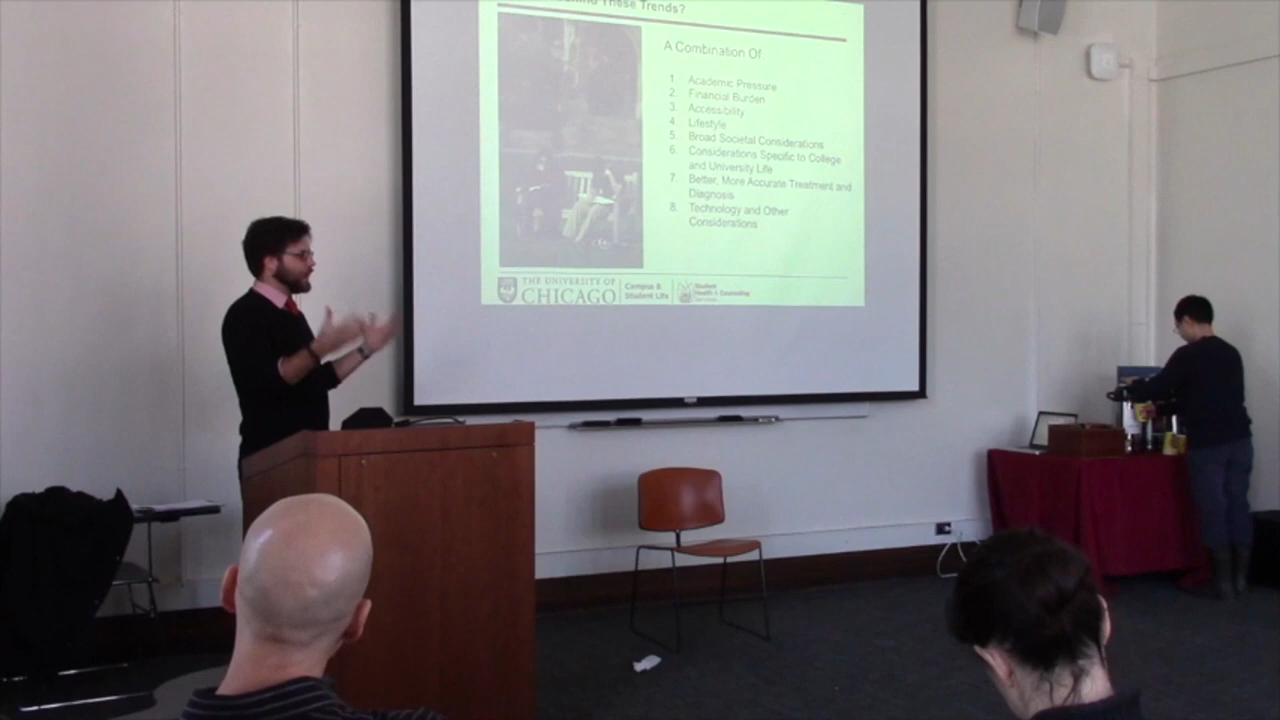 These Trends?
A Combination Of
1. Academic Pressure
2. Financial Burden
3. Accessibility
4. Lifestyle
5. Broad Societal Considerations
6. Considerations Specific to College
and University Life
7. Better, More Accurate Treatment and
Diagnosis
8. Technology and Other
Considerations
THE UNIVERSITY OF
CHICAGO
Campus &
Student Life
Student
Health & Counseling
Services